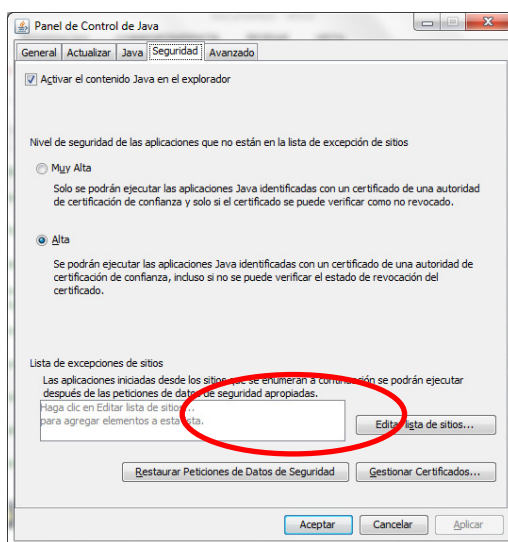 Panel de Control de Java
General Actualizar Java Seguridad Avanzado
Activar el contenido Java en el explorador
Nivel de seguridad de las aplicaciones que no están en la lista de excepción de sitios
Muy Alta
Solo se podrán ejecutar las aplicaciones Java identificadas con un certificado de una autoridad
de certificación de confianza y solo si el certificado se puede verificar como no revocado.
Alta
Se podrán ejecutar las aplicaciones Java identificadas con un certificado de una autoridad de
certificación de confianza, incluso si no se puede verificar el estado de revocación del
certificado.
Lista de excepciones de sitios
Las aplicaciones iniciadas desde los sitios que se enumeran a continuación se podrán ejecutar
después de las peticiones de datos de seguridad apropiadas.
Haga clic en Editar lista de sitios...
para agregar elementos a esta lista.
Editar lista de sitios...
Restaurar Peticiones de Datos de Seguridad Gestionar Certificados...
Aceptar Cancelar Aplicar